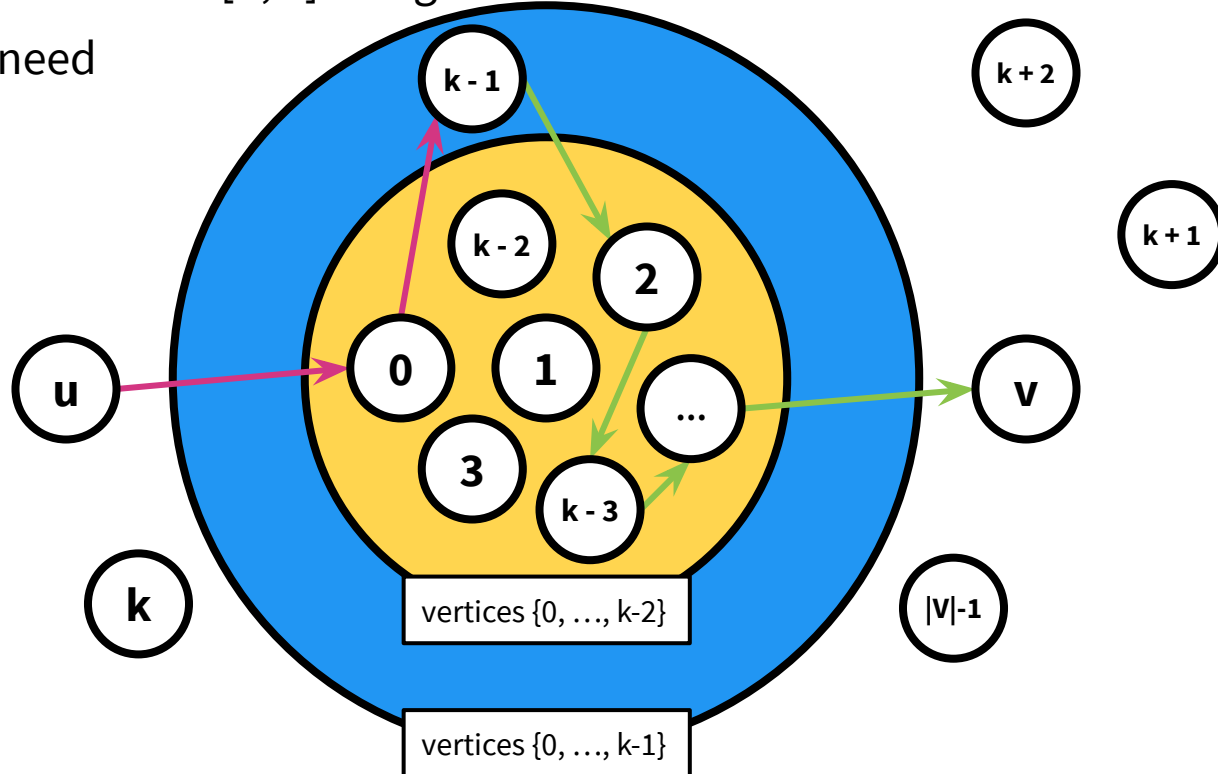 need
k - 1
k + 2
k + 1
k - 2
2
0
1
...
u
v
3
k - 3
k
|V|-1
vertices {0, …, k-2}
vertices {0, …, k-1}